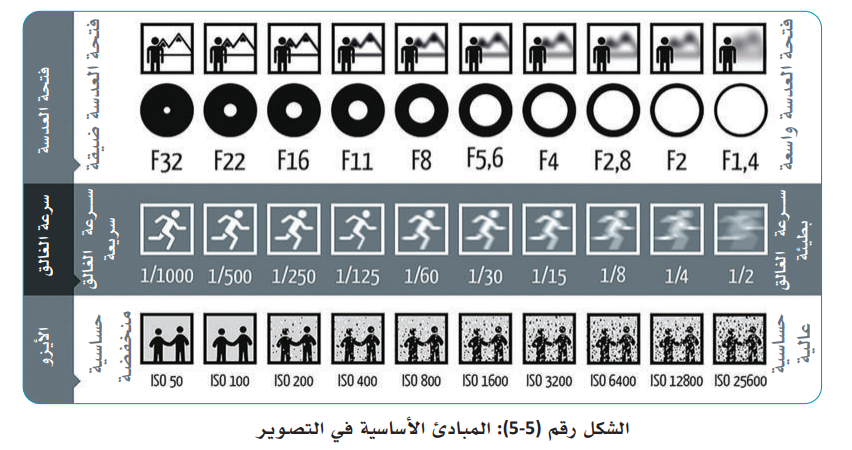 فتحة العدسة
فتحة العدسة ضيقة
F32 F22 F16 F11 F8 F5,6 F4 F2,8 F2 F1,4
فتحة العدسة واسعة
سرعة الغالق
سرعة الغالق
سريعة
1/1000 1/500 1/250 1/125 1/60 1/30 1/15 1/8 1/4 1/2
سرعة الغالق
بطيئة
الأيزو
حساسية
منخفضة
ISO 50 ISO 100 ISO 200 ISO 400 ISO 800 ISO 1600 ISO 3200 ISO 6400 ISO 12800 ISO 25600
حساسية
عالية
الشكل رقم (5-5): المبادئ الأساسية في التصوير